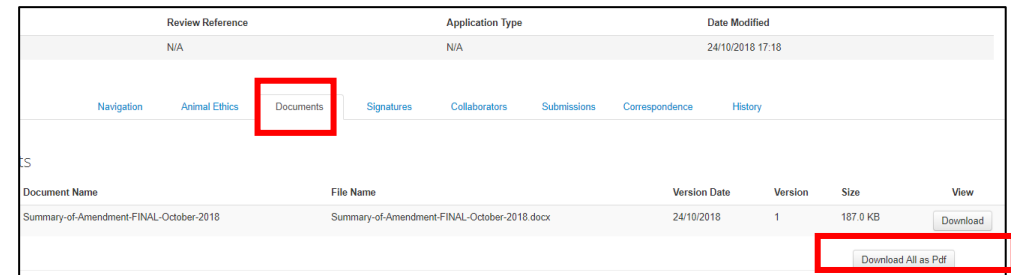 Review Reference Application Type Date Modified
N/A N/A 24/10/2018 17:18
Navigation Animal Ethics Documents Signatures Collaborators Submissions Correspondence History
ts
Document Name File Name Version Date Version Size View
Summary-of-Amendment-FINAL-October-2018 Summary-of-Amendment-FINAL-October-2018.docx 24/10/2018 1 187.0 KB Download
Download All as Pdf